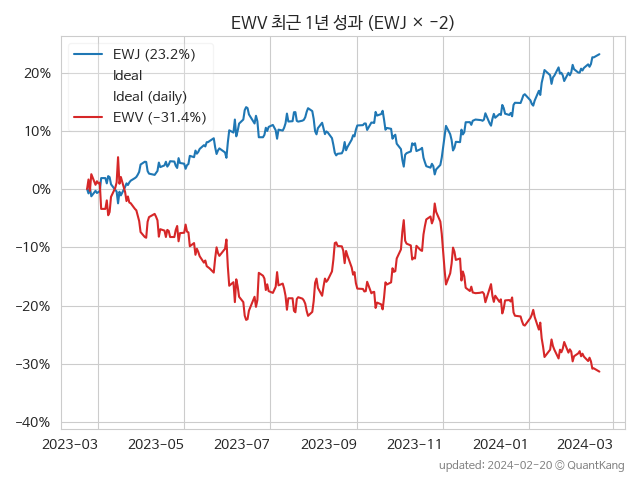 EWV 최근 1년 성과 (EWJ × −2)
EWJ (23.2%)
Ideal
Ideal (daily)
EWV (−31.4%)
20%
10%
0%
−10%
−20%
−30%
−40%
2023-03 2023-05 2023-07 2023-09 2023-11 2024-01 2024-03
updated: 2024-02-20 © QuantKang